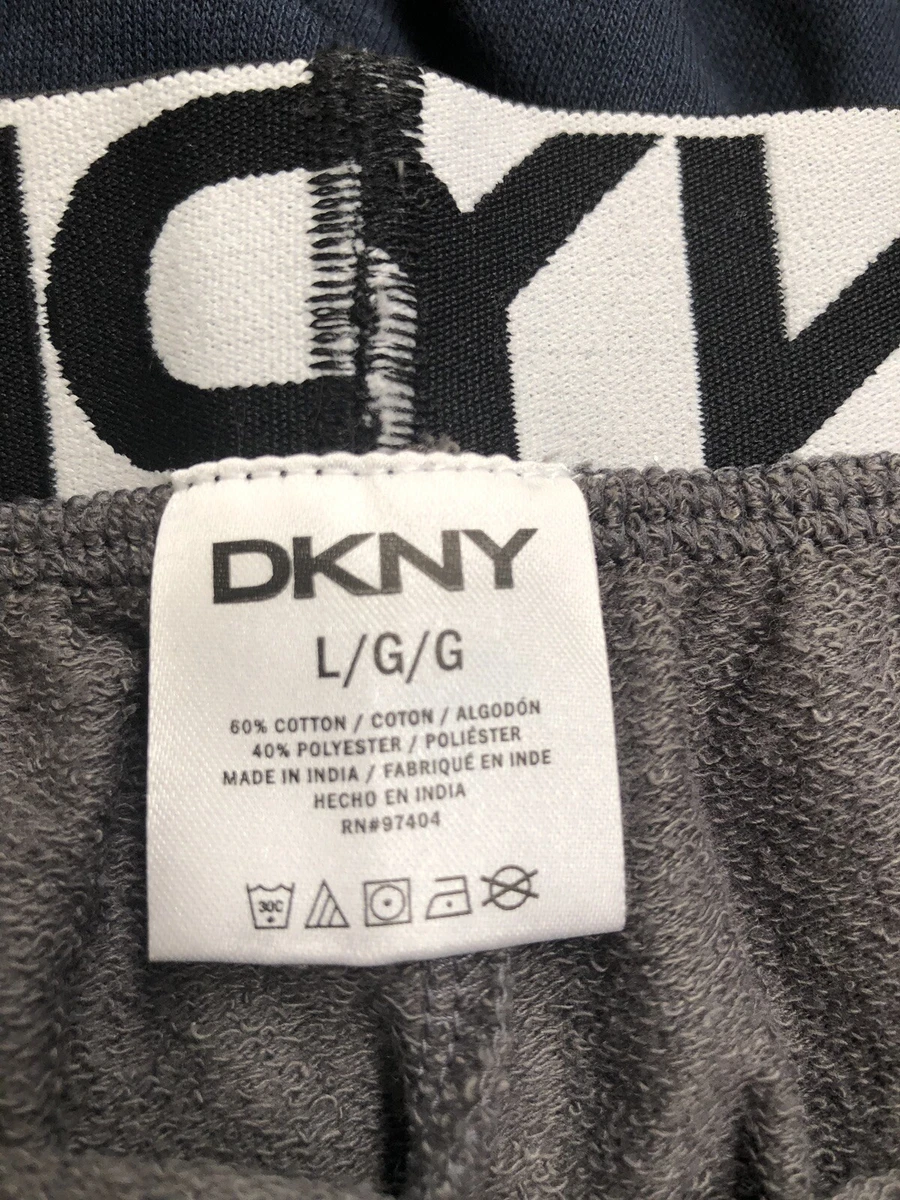 DKNY
DKNY
L/G/G
60% COTTON / COTON / ALGODÓN
40% POLYESTER / POLIÉSTER
MADE IN INDIA / FABRIQUÉ EN INDE
HECHO EN INDIA
RN#97404
30C